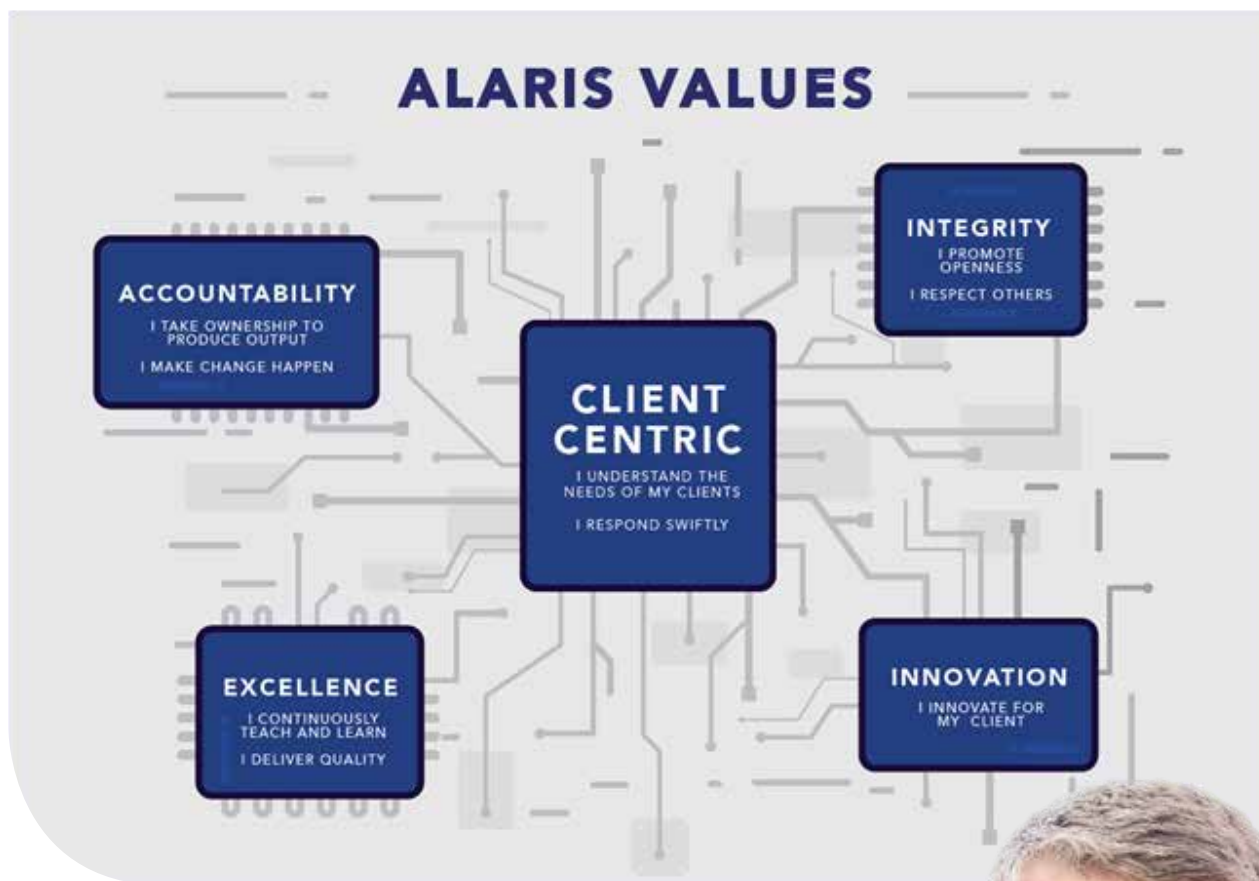 ALARIS VALUES
ACCOUNTABILITY
I TAKE OWNERSHIP TO
PRODUCE OUTPUT
I MAKE CHANGE HAPPEN
INTEGRITY
I PROMOTE
OPENNESS
I RESPECT OTHERS
CLIENT
CENTRIC
I UNDERSTAND THE
NEEDS OF MY CLIENTS
I RESPOND SWIFTLY
EXCELLENCE
I CONTINUOUSLY
TEACH AND LEARN
I DELIVER QUALITY
INNOVATION
I INNOVATE FOR
MY CLIENT